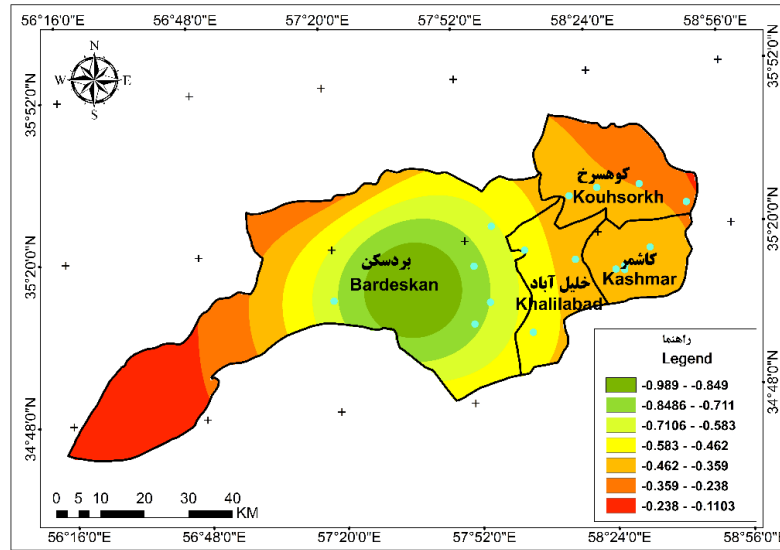 56°16'0"E 56°48'0"E 57°20'0"E 57°52'0"E 58°24'0"E 58°56'0"E
N
W E
S
35°52'0"N
35°52'0"N
کوهسرخ
Kouhsorkh
35°20'0"N
35°20'0"N
بردسکن
Bardeskan
خلیل آباد
Khalilabad
کاشمر
Kashmar
راهنما
Legend
-0.989 - -0.849
-0.8486 - -0.711
-0.7106 - -0.583
-0.583 - -0.462
-0.462 - -0.359
-0.359 - -0.238
-0.238 - -0.1103
34°48'0"N
34°48'0"N
0 5 10 20 30 40
KM
56°16'0"E 56°48'0"E 57°20'0"E 57°52'0"E 58°24'0"E 58°56'0"E